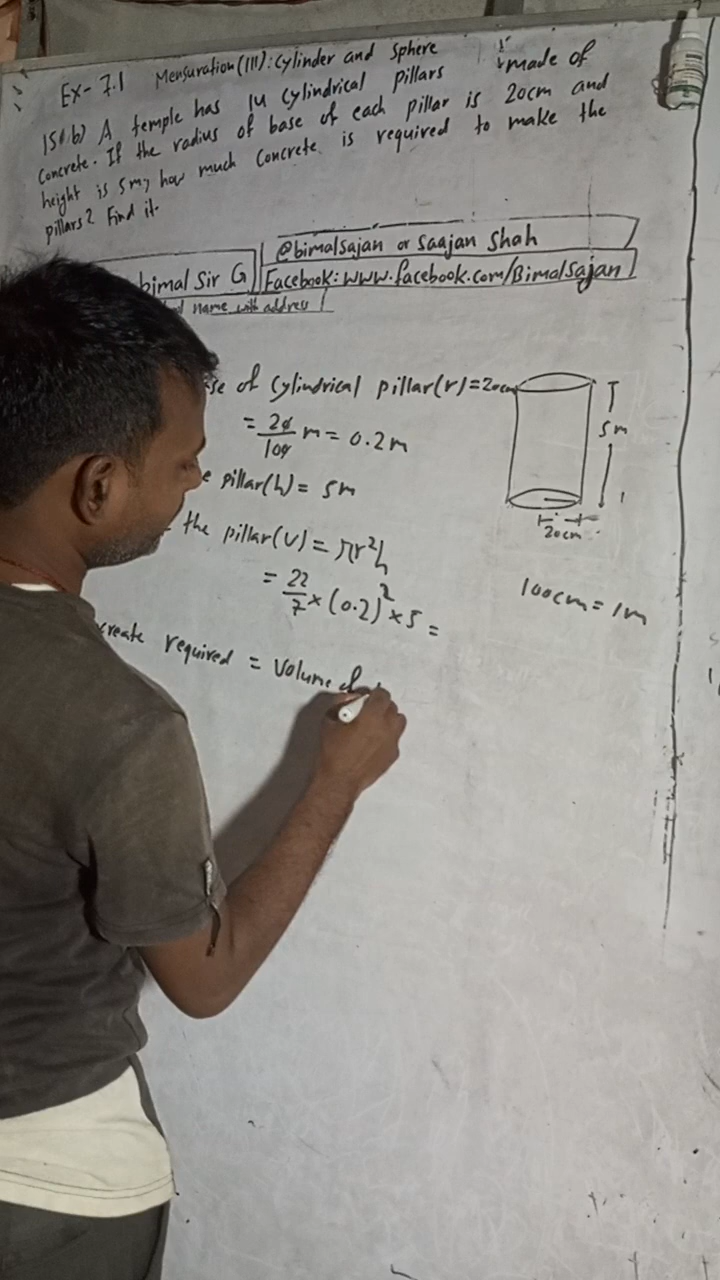 Ex- 7.1 Mensuration (III): Cylinder and sphere
15(b) A temple has 14 cylindrical pillars made of
concrete. If the radius of base of each pillar is 20cm and
height is 5m, how much concrete is required to make the
pillars? Find it.
@bimalsajan or Saajan Shah
bimal Sir G Facebook: www.facebook.com/BimalSajan
name with address
se of cylindrical pillar(r) = 20cm
= 20/100 m = 0.2m
5m
e pillar(h) = 5m
the pillar(v) = πr²h
20cm
= 22/7 × (0.2)² × 5 =
100cm = 1m
create required = Volume of